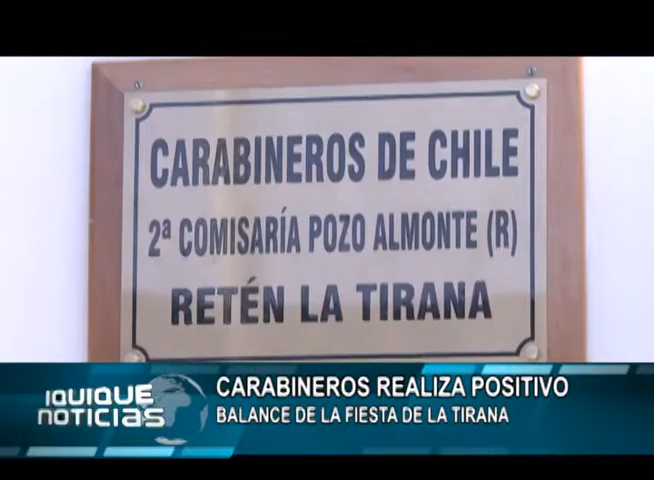 CARABINEROS DE CHILE
2ª COMISARÍA POZO ALMONTE (R)
RETÉN LA TIRANA
IQUIQUE
NOTICIAS
CARABINEROS REALIZA POSITIVO
BALANCE DE LA FIESTA DE LA TIRANA